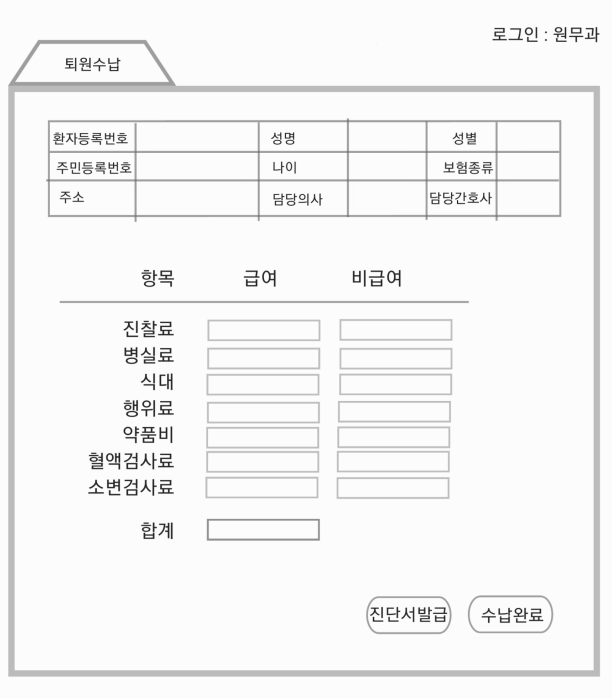 로그인 : 원무과
퇴원수납
환자등록번호 성명 성별
주민등록번호 나이 보험종류
주소 담당의사 담당간호사
항목 급여 비급여
진찰료
병실료
식대
행위료
약품비
혈액검사료
소변검사료
합계
진단서발급 수납완료